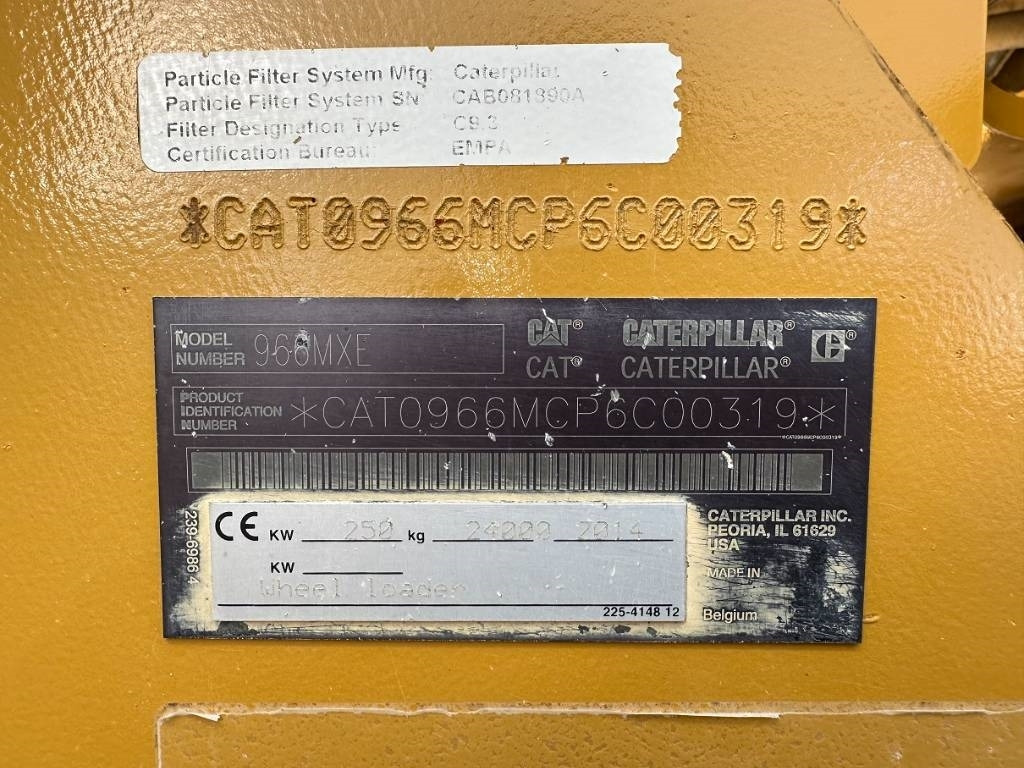 Particle Filter System Mfg: Caterpillar
Particle Filter System SN CAB081390A
Filter Designation Type C9.3
Certification Bureau: EMPA
*CAT0966MCP6C00319*
MODEL NUMBER 966MXE
CAT® CATERPILLAR®
CAT® CATERPILLAR®
PRODUCT IDENTIFICATION NUMBER *CAT0966MCP6C00319*
*CAT0966MCP6C00319*
239-6986 4
CE KW 250 kg 24000 2014
KW
Wheel loader
225-4148 12
CATERPILLAR INC.
PEORIA, IL 61629
USA
MADE IN
Belgium